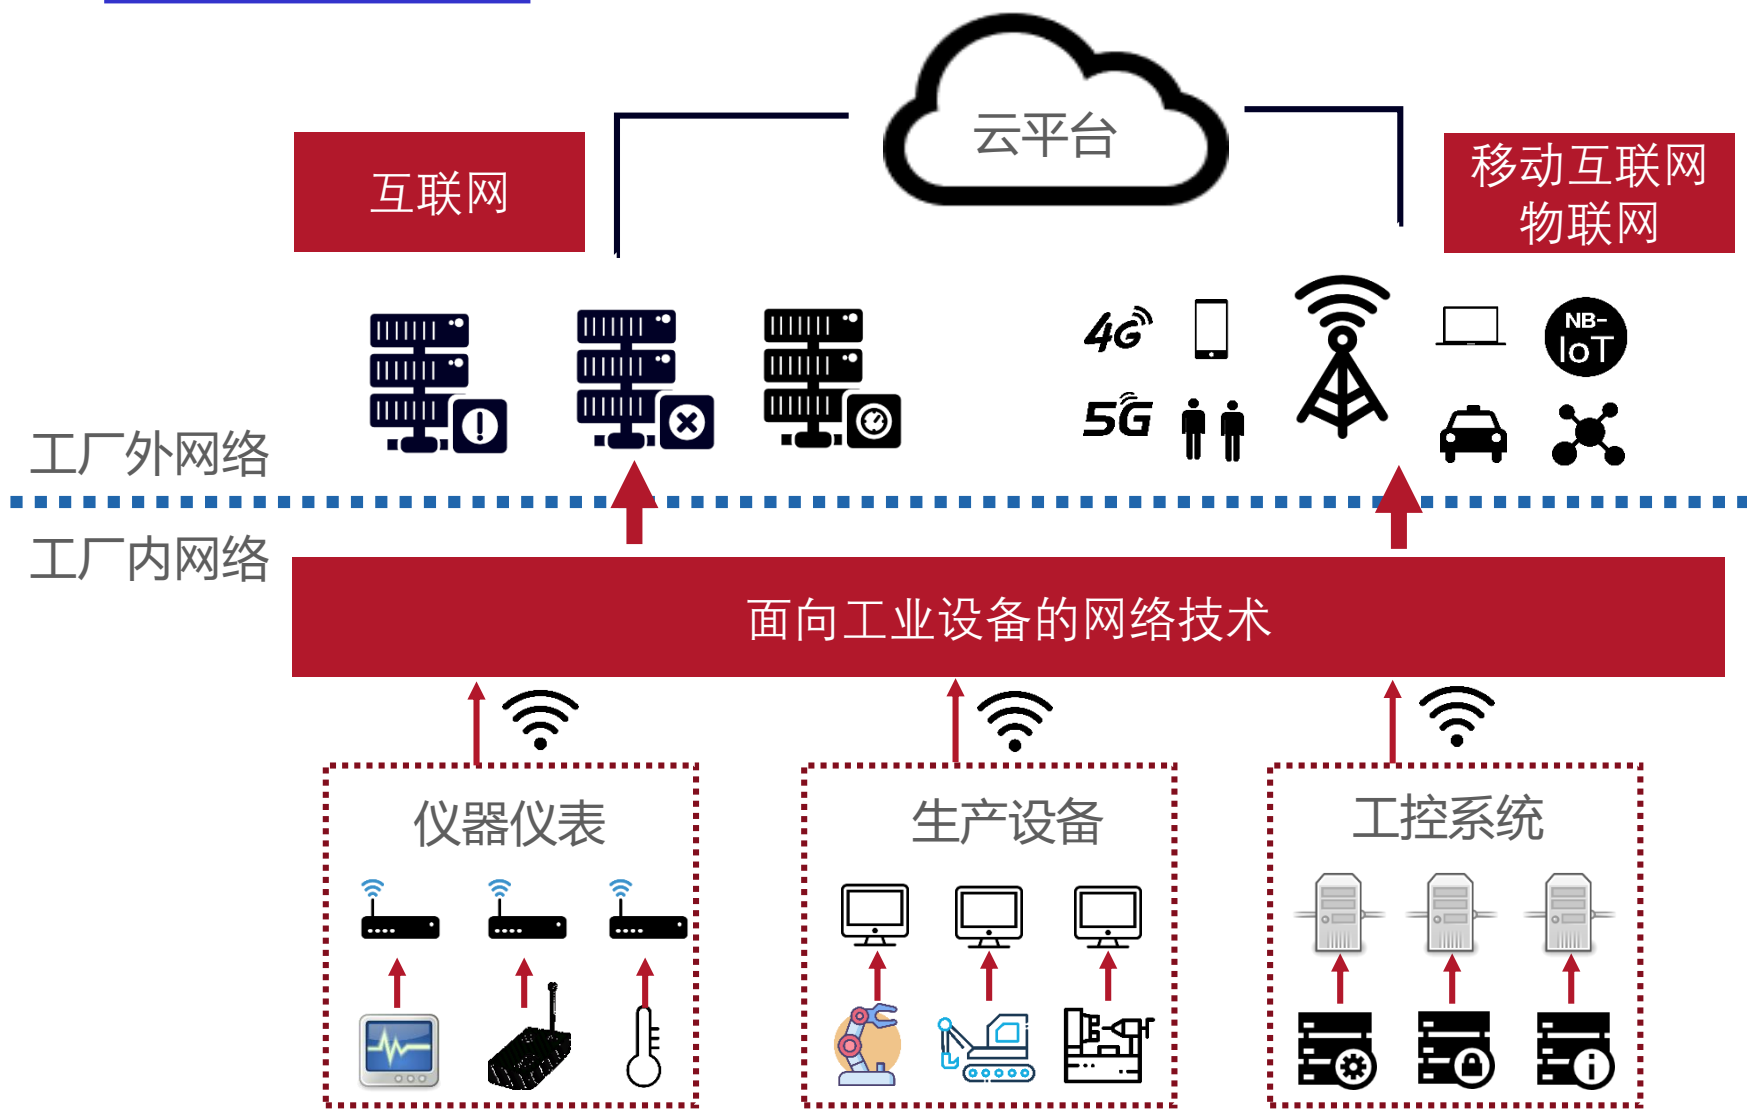 云平台
互联网
移动互联网
物联网
4G
NB-
IoT
5G
工厂外网络
工厂内网络
面向工业设备的网络技术
仪器仪表
生产设备
工控系统